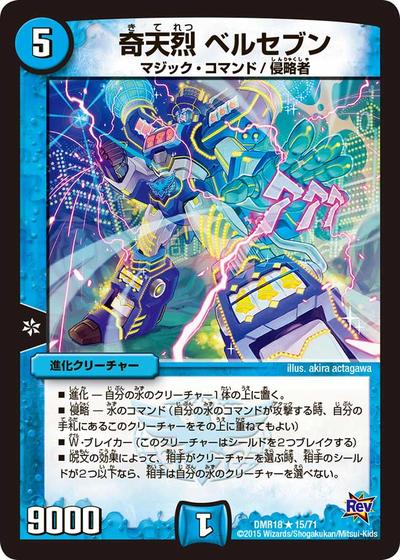 5
奇天烈 ベルセブン
きてれつ
マジック・コマンド / 侵略者
しんりゃくしゃ
777
進化クリーチャー
illus. akira actagawa
■ 進化 — 自分の水のクリーチャー1体の上に置く。
■ 侵略 — 水のコマンド (自分の水のコマンドが攻撃する時、自分の
手札にあるこのクリーチャーをその上に重ねてもよい)
■ W・ブレイカー (このクリーチャーはシールドを2つブレイクする)
■ 呪文の効果によって、相手がクリーチャーを選ぶ時、相手のシール
ドが2つ以下なら、相手は自分のクリーチャーを選べない。
9000
1
Rev
DMR18 ★ 15/71
©2015 Wizards/Shogakukan/Mitsui-Kids